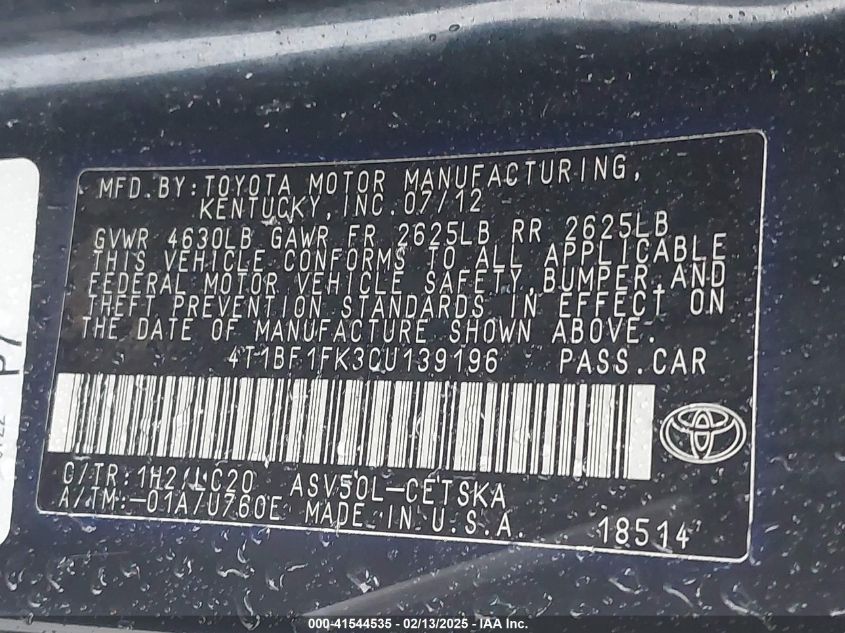 MFD. BY: TOYOTA MOTOR MANUFACTURING,
KENTUCKY, INC. 07/12
GVWR 4630LB GAWR FR 2625LB RR 2625LB
THIS VEHICLE CONFORMS TO ALL APPLICABLE
FEDERAL MOTOR VEHICLE SAFETY, BUMPER, AND
THEFT PREVENTION STANDARDS IN EFFECT ON
THE DATE OF MANUFACTURE SHOWN ABOVE.
4T1BF1FK3CU139196 PASS. CAR
C/TR: 1H2/LC20 ASV50L-CETSKA
A/TM: -01A/U760E MADE IN U.S.A. 18514
000-41544535 - 02/13/2025 - IAA Inc.